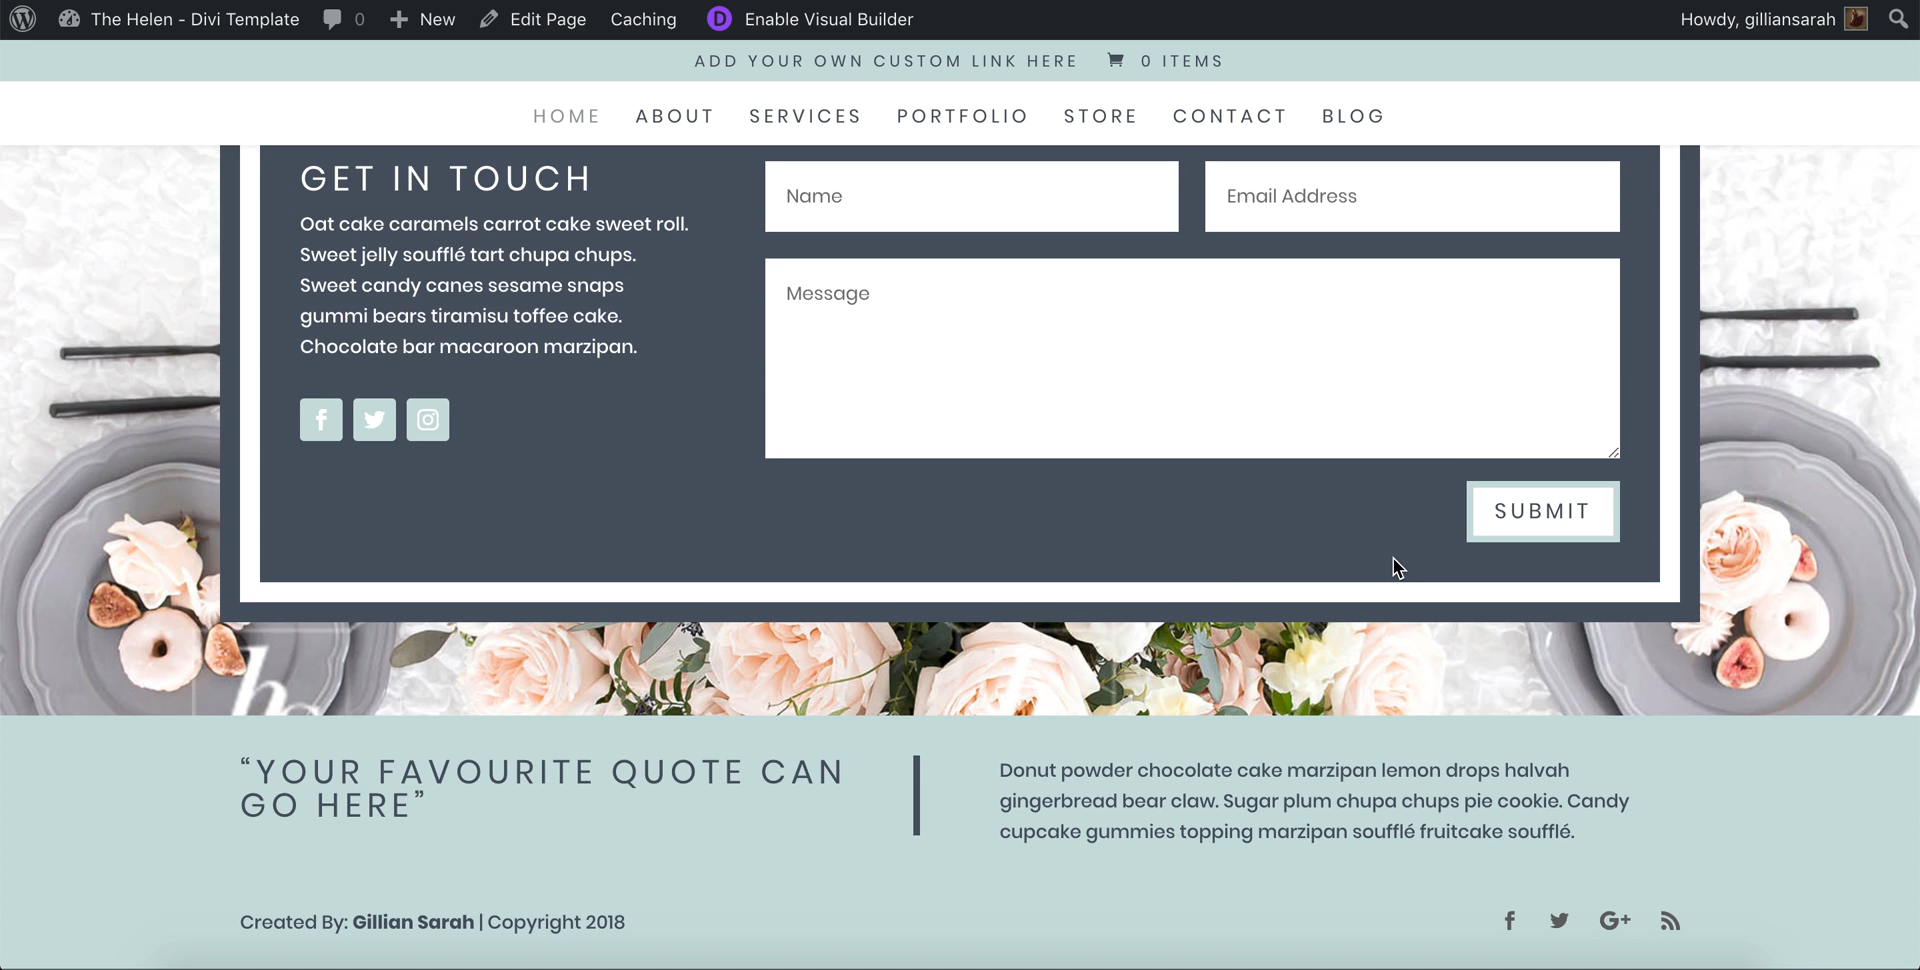 The Helen - Divi Template 0 New Edit Page Caching Enable Visual Builder Howdy, gilliansarah
ADD YOUR OWN CUSTOM LINK HERE 0 ITEMS
HOME ABOUT SERVICES PORTFOLIO STORE CONTACT BLOG
GET IN TOUCH
Oat cake caramels carrot cake sweet roll.
Sweet jelly soufflé tart chupa chups.
Sweet candy canes sesame snaps
gummi bears tiramisu toffee cake.
Chocolate bar macaroon marzipan.
Name
Email Address
Message
SUBMIT
“YOUR FAVOURITE QUOTE CAN
GO HERE”
Donut powder chocolate cake marzipan lemon drops halvah
gingerbread bear claw. Sugar plum chupa chups pie cookie. Candy
cupcake gummies topping marzipan soufflé fruitcake soufflé.
Created By: Gillian Sarah | Copyright 2018